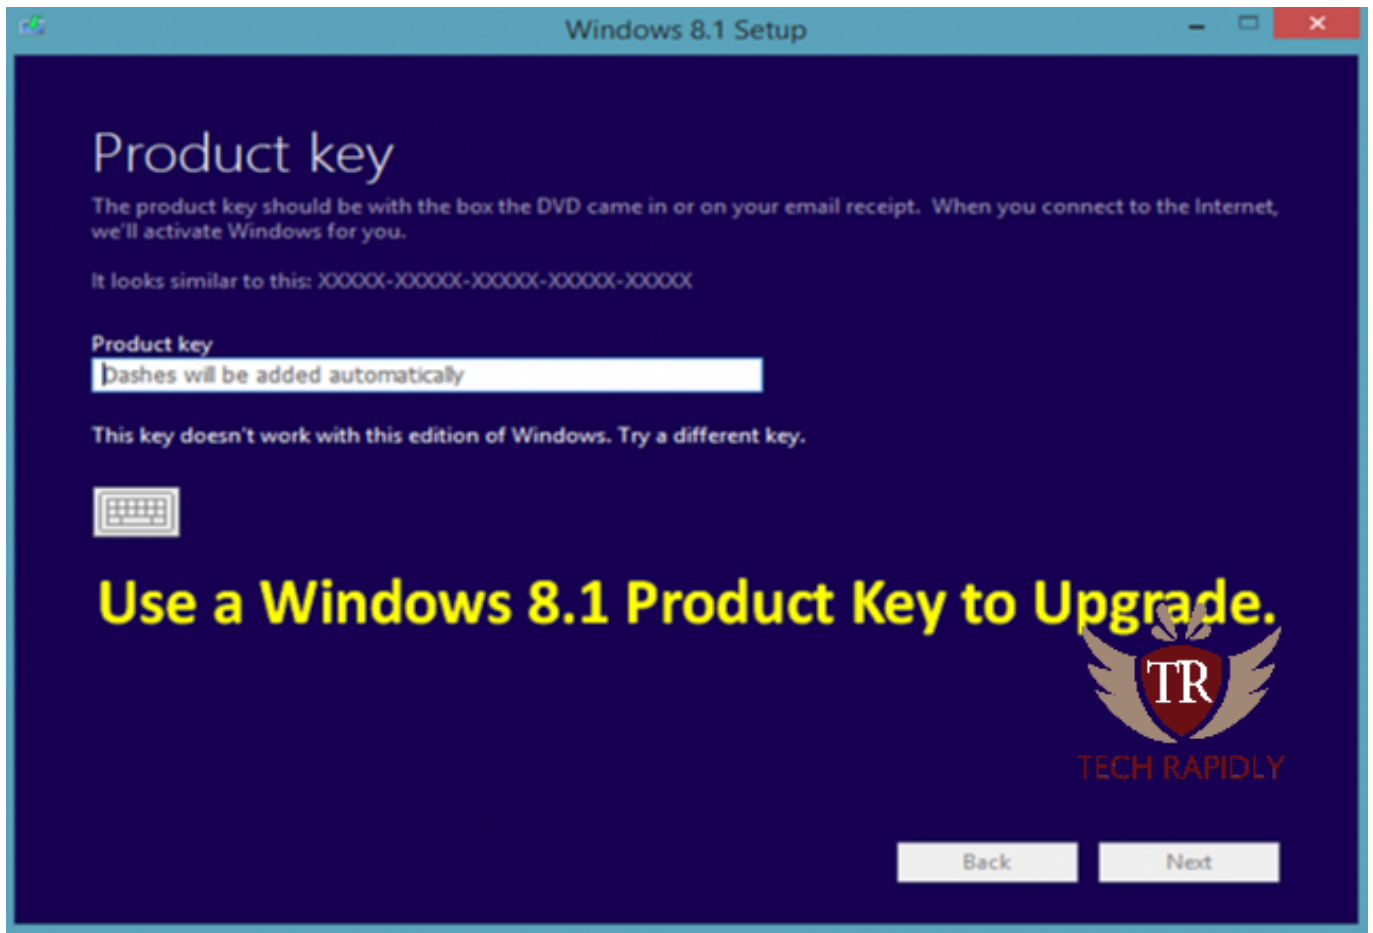 Windows 8.1 Setup
Product key
The product key should be with the box the DVD came in or on your email receipt.  When you connect to the Internet,
we'll activate Windows for you.
It looks similar to this: XXXXX-XXXXX-XXXXX-XXXXX-XXXXX
Product key
Dashes will be added automatically
This key doesn't work with this edition of Windows. Try a different key.
Use a Windows 8.1 Product Key to Upgrade.
TR
TECH RAPIDLY
Back Next